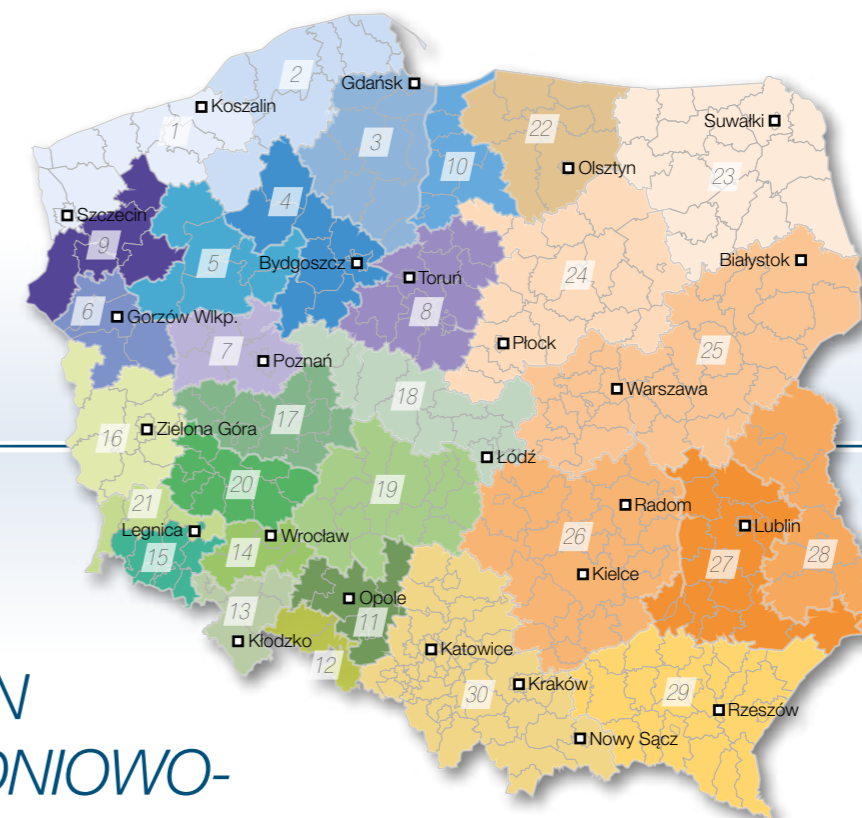 2
Gdańsk
Koszalin
1
3
22
Suwałki
10
Olsztyn
23
4
Szczecin
9
5
Bydgoszcz
Toruń
24
Białystok
6
Gorzów Wlkp.
8
7
Poznań
Płock
25
18
Warszawa
16
Zielona Góra
17
Łódź
20
19
21
Radom
Legnica
Wrocław
26
Lublin
15
14
27
28
Kielce
13
Opole
11
Kłodzko
12
Katowice
30
Kraków
29
Rzeszów
Nowy Sącz
N
DNIOWO-